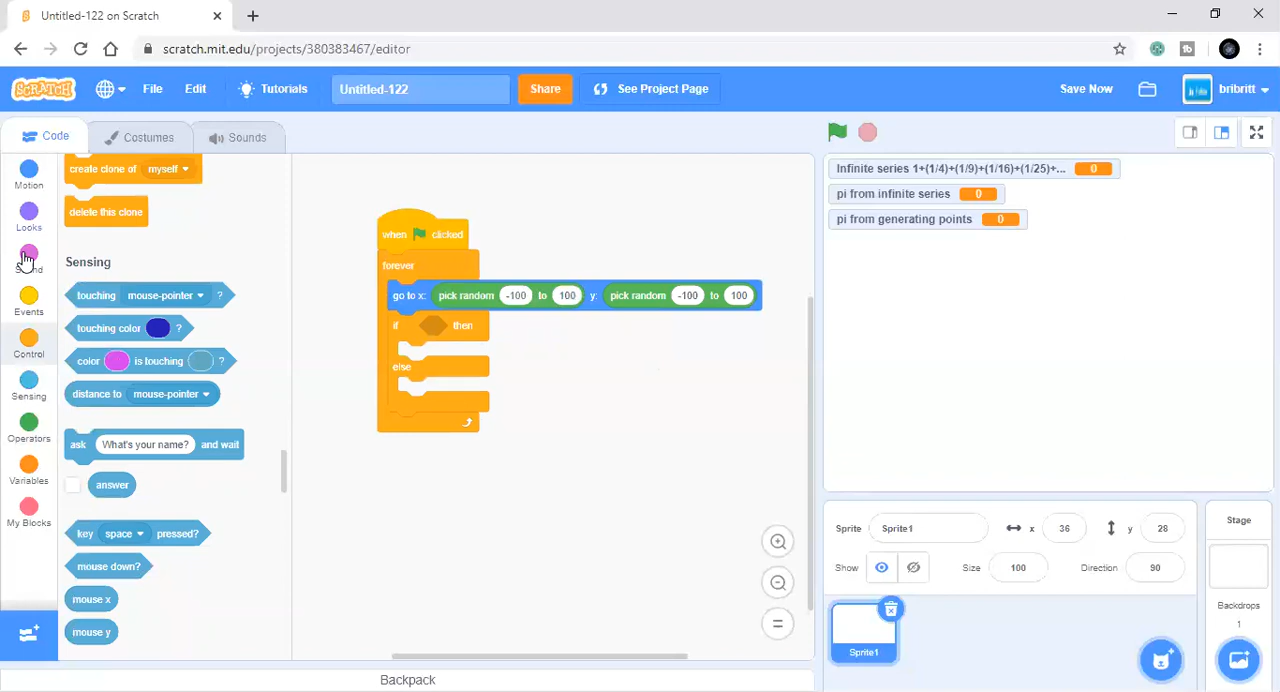 Untitled-122 on Scratch
scratch.mit.edu/projects/380383467/editor
SCRATCH File Edit Tutorials Untitled-122 Share See Project Page Save Now bribritt
Code Costumes Sounds
Motion
Looks
Sound
Events
Control
Sensing
Operators
Variables
My Blocks
create clone of myself
delete this clone
Sensing
touching mouse-pointer ?
touching color ?
color is touching ?
distance to mouse-pointer
ask What's your name? and wait
answer
key space pressed?
mouse down?
mouse x
mouse y
when clicked
forever
go to x: pick random -100 to 100 y: pick random -100 to 100
if then
else
Infinite series 1+(1/4)+(1/9)+(1/16)+(1/25)+... 0
pi from infinite series 0
pi from generating points 0
Sprite Sprite1 x 36 y 28
Show Size 100 Direction 90
Sprite1
Stage
Backdrops
1
Backpack